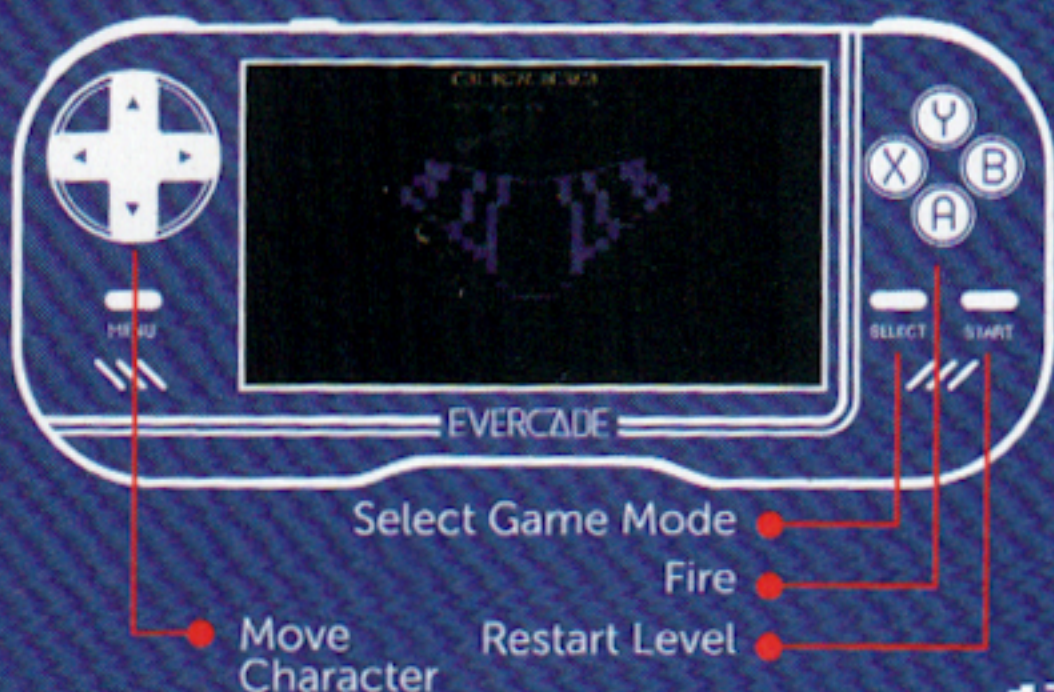 Y
X B
A
MENU
SELECT START
EVERCADE
Select Game Mode
Fire
Restart Level
Move
Character